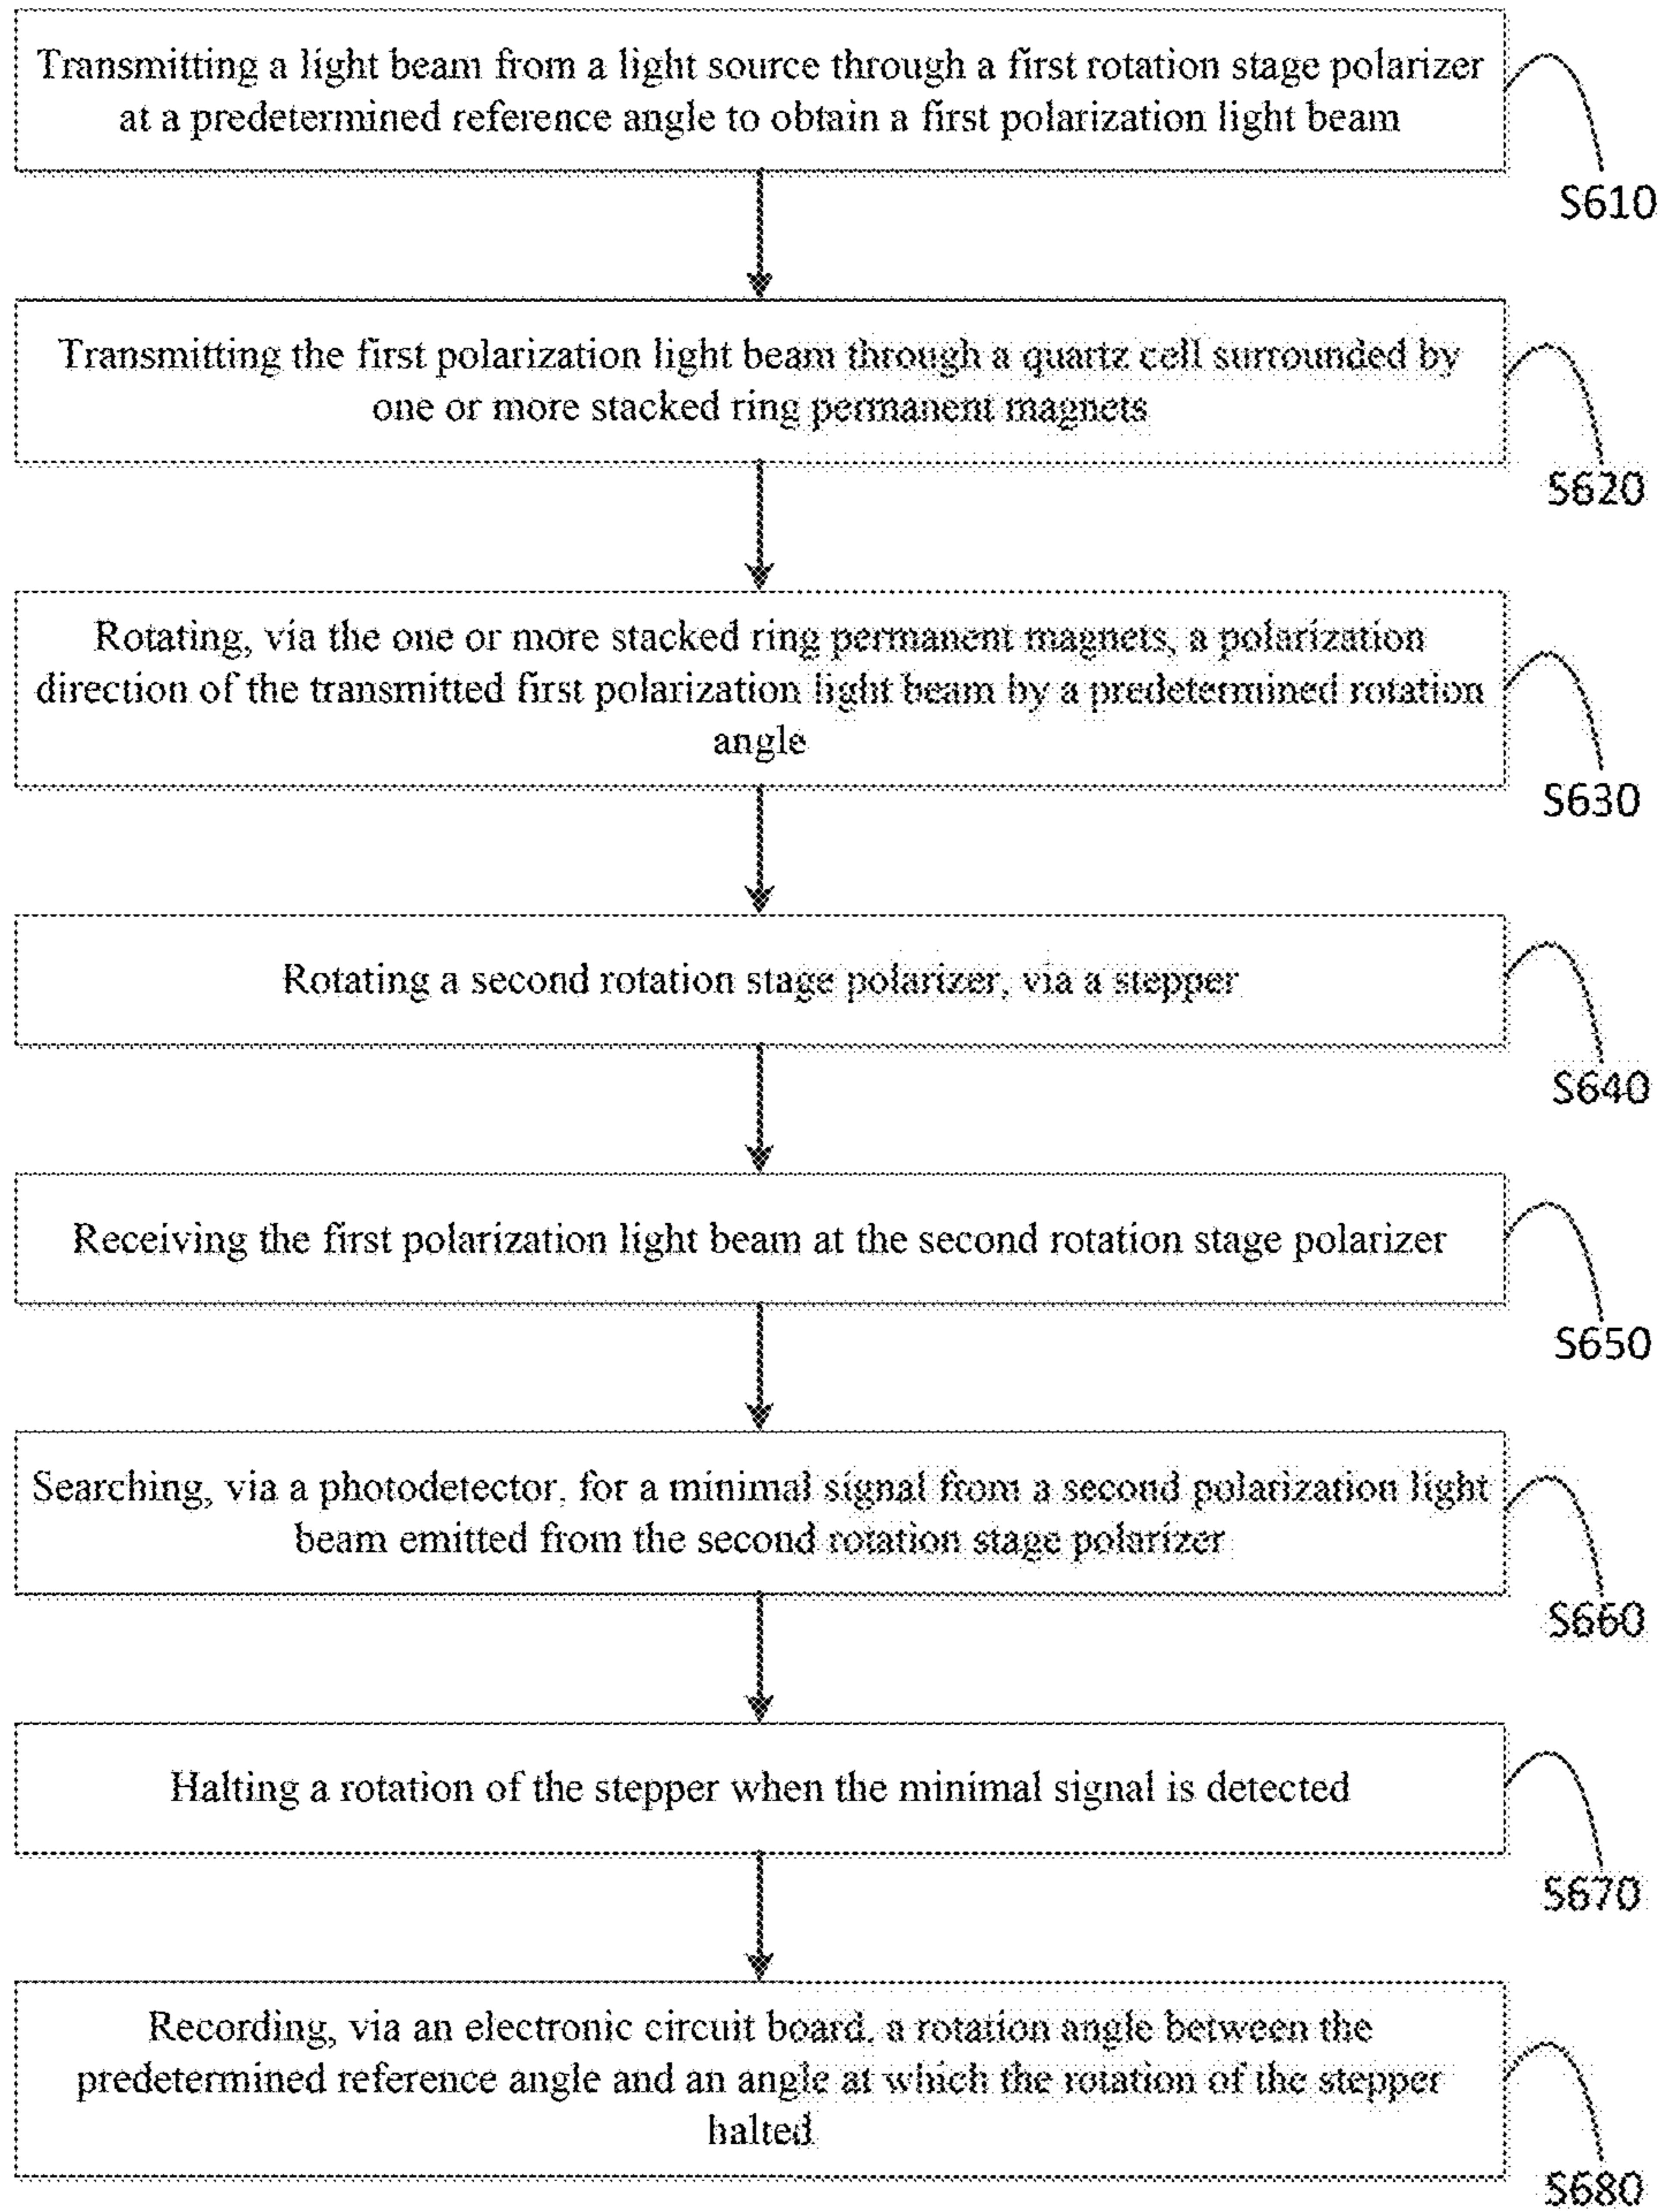 Transmitting a light beam from a light source through a first rotation stage polarizer
at a predetermined reference angle to obtain a first polarization light beam
S610
Transmitting the first polarization light beam through a quartz cell surrounded by
one or more stacked ring permanent magnets
S620
Rotating, via the one or more stacked ring permanent magnets, a polarization
direction of the transmitted first polarization light beam by a predetermined rotation
angle
S630
Rotating a second rotation stage polarizer, via a stepper
S640
Receiving the first polarization light beam at the second rotation stage polarizer
S650
Searching, via a photodetector, for a minimal signal from a second polarization light
beam emitted from the second rotation stage polarizer
S660
Halting a rotation of the stepper when the minimal signal is detected
S670
Recording, via an electronic circuit board, a rotation angle between the
predetermined reference angle and an angle at which the rotation of the stepper
halted
S680